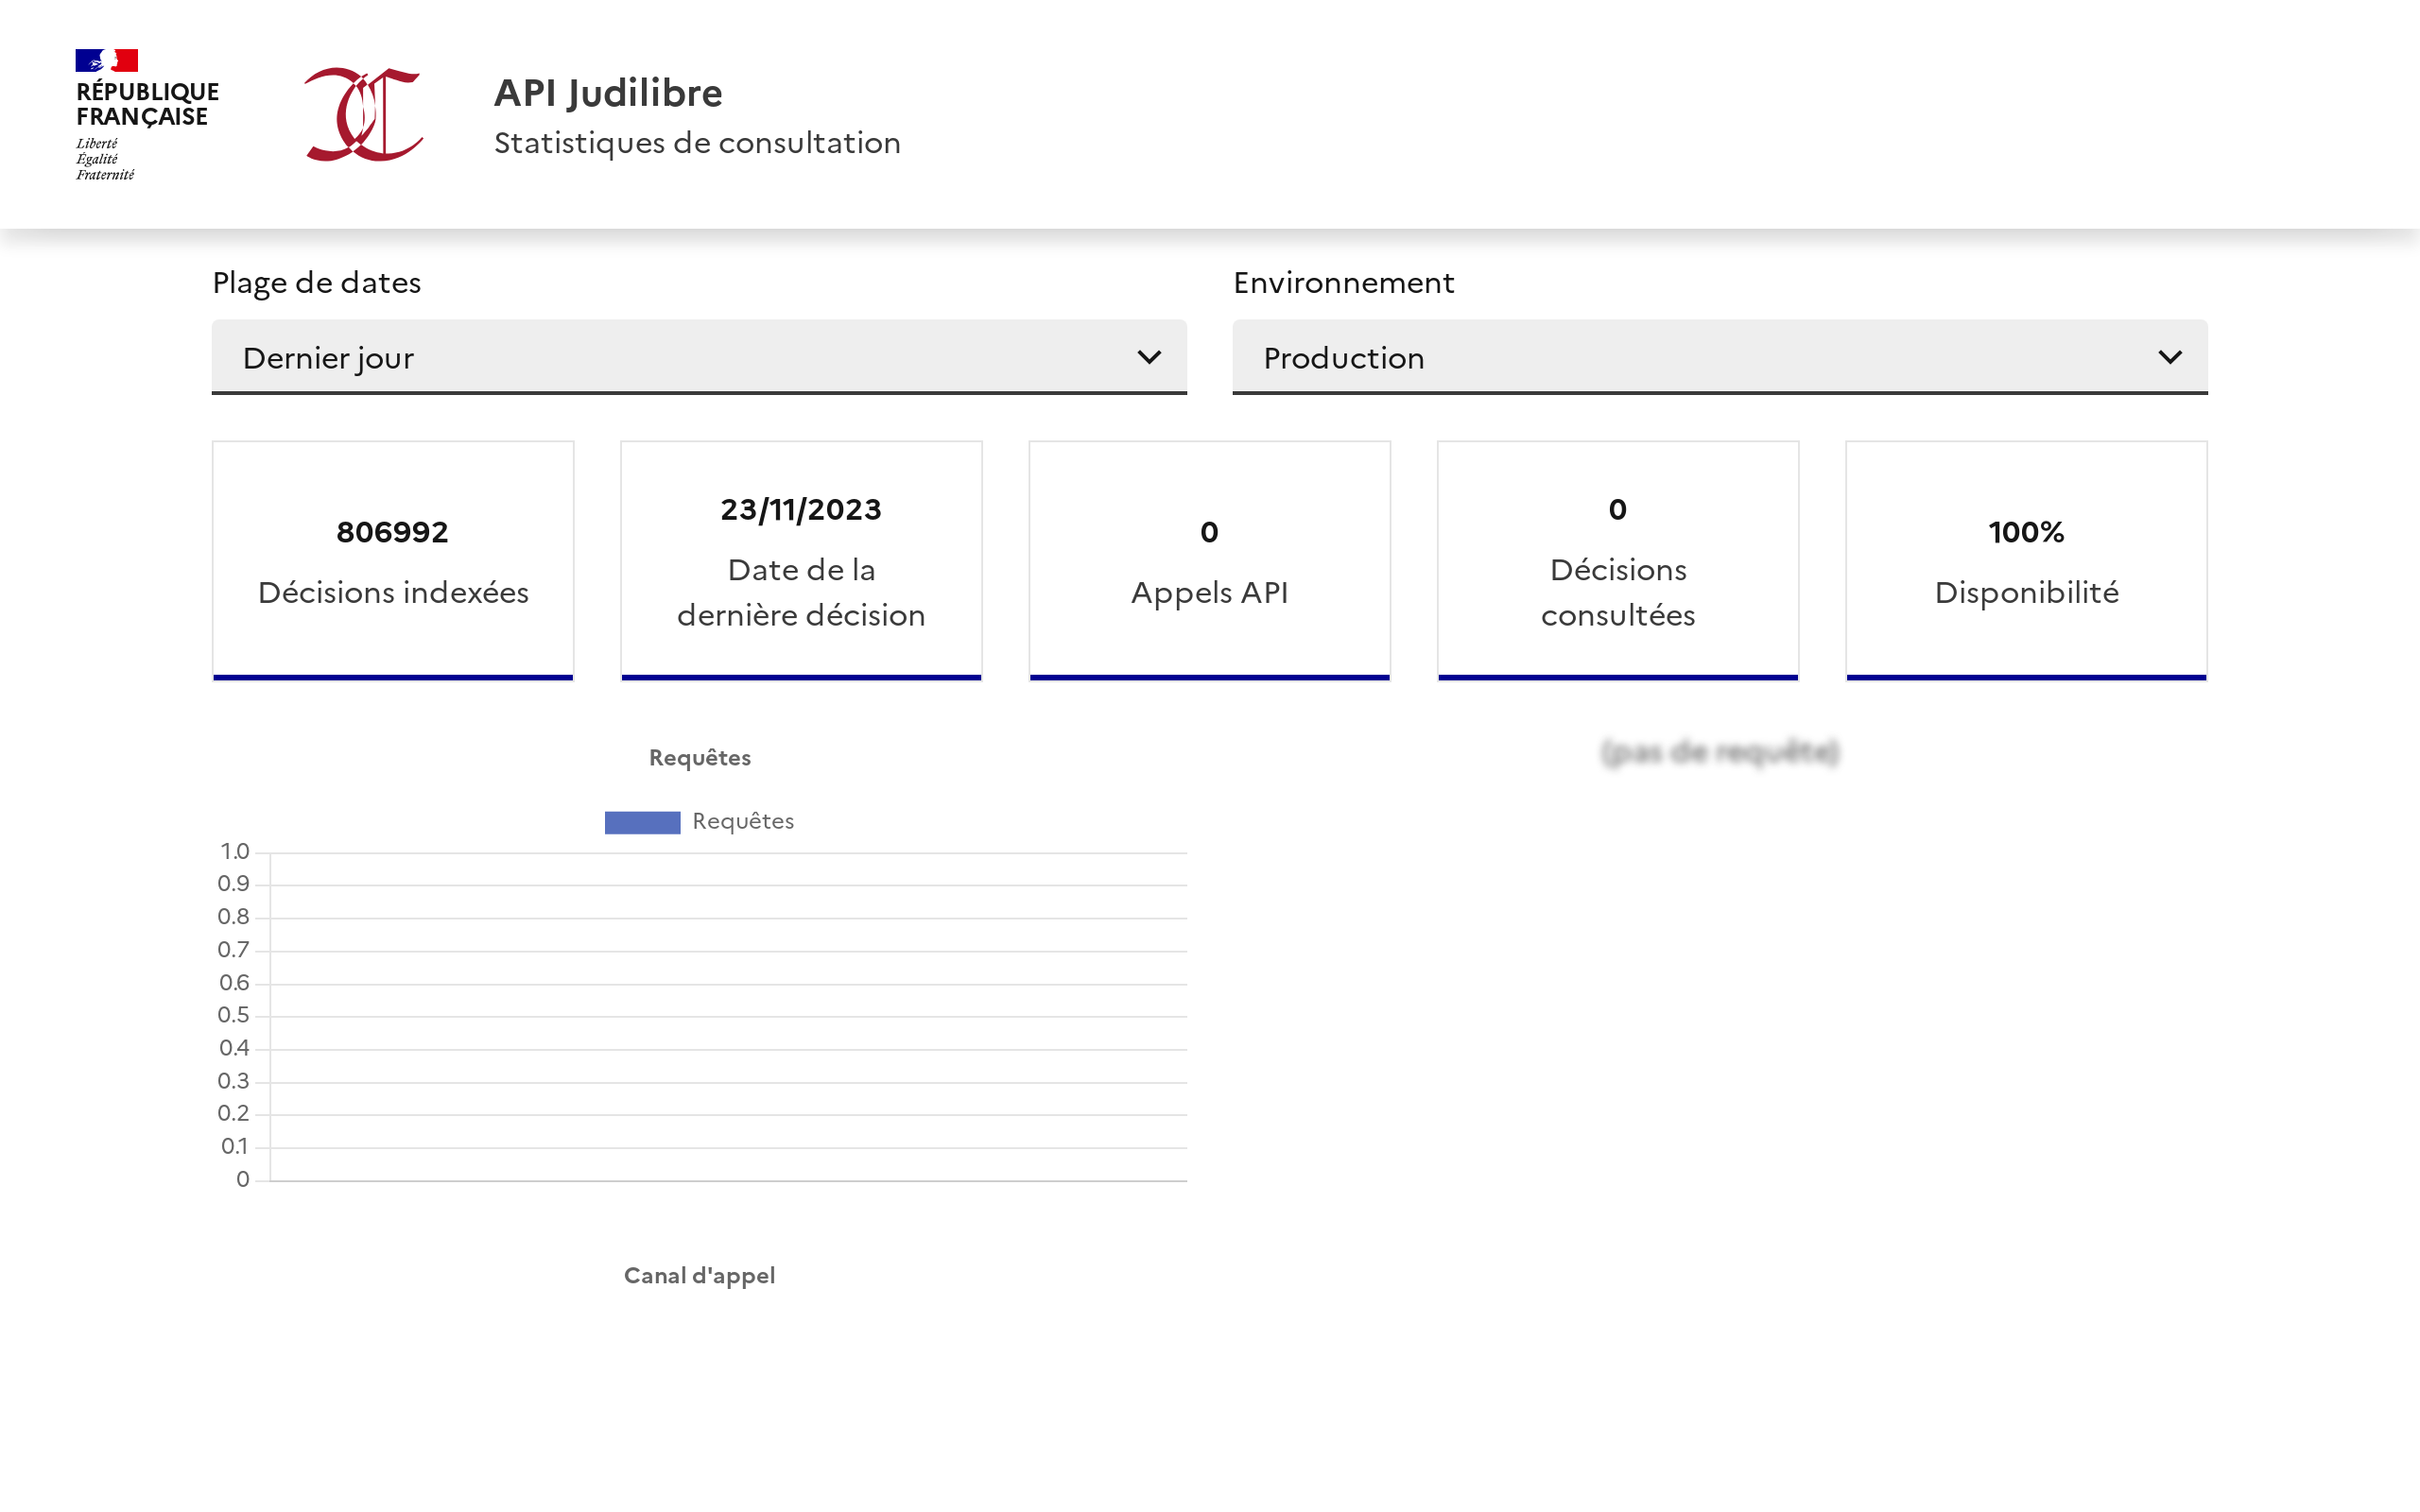 RÉPUBLIQUE
FRANÇAISE
Liberté
Égalité
Fraternité
API Judilibre
Statistiques de consultation
Plage de dates
Dernier jour
Environnement
Production
806992
Décisions indexées
23/11/2023
Date de la
dernière décision
0
Appels API
0
Décisions
consultées
100%
Disponibilité
Requêtes
Requêtes
1.0
0.9
0.8
0.7
0.6
0.5
0.4
0.3
0.2
0.1
0
(pas de requête)
Canal d'appel